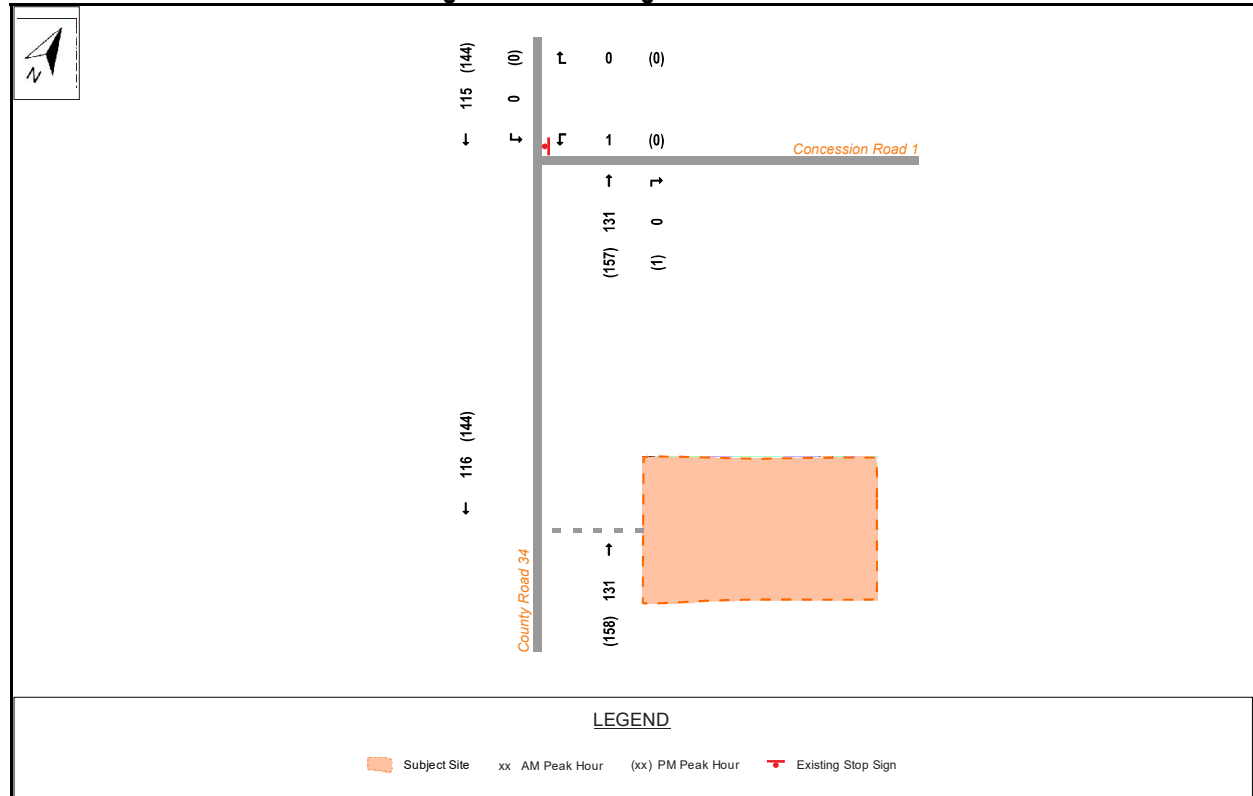 N
115 (144)
0 (0)
0 (0)
1 (0)
Concession Road 1
(157) 131
(1) 0
116 (144)
County Road 34
(158) 131
LEGEND
Subject Site xx AM Peak Hour (xx) PM Peak Hour Existing Stop Sign